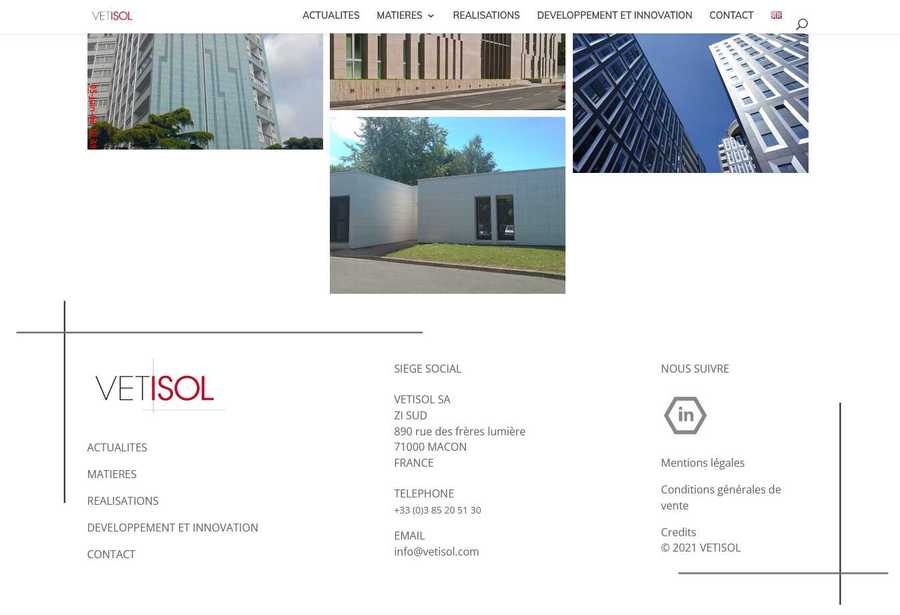 VETISOL
ACTUALITES
MATIERES
REALISATIONS
DEVELOPPEMENT ET INNOVATION
CONTACT
VETISOL
ACTUALITES
MATIERES
REALISATIONS
DEVELOPPEMENT ET INNOVATION
CONTACT
SIEGE SOCIAL
VETISOL SA
ZI SUD
890 rue des frères lumière
71000 MACON
FRANCE
TELEPHONE
+33 (0)3 85 20 51 30
EMAIL
info@vetisol.com
NOUS SUIVRE
in
Mentions légales
Conditions générales de
vente
Credits
© 2021 VETISOL